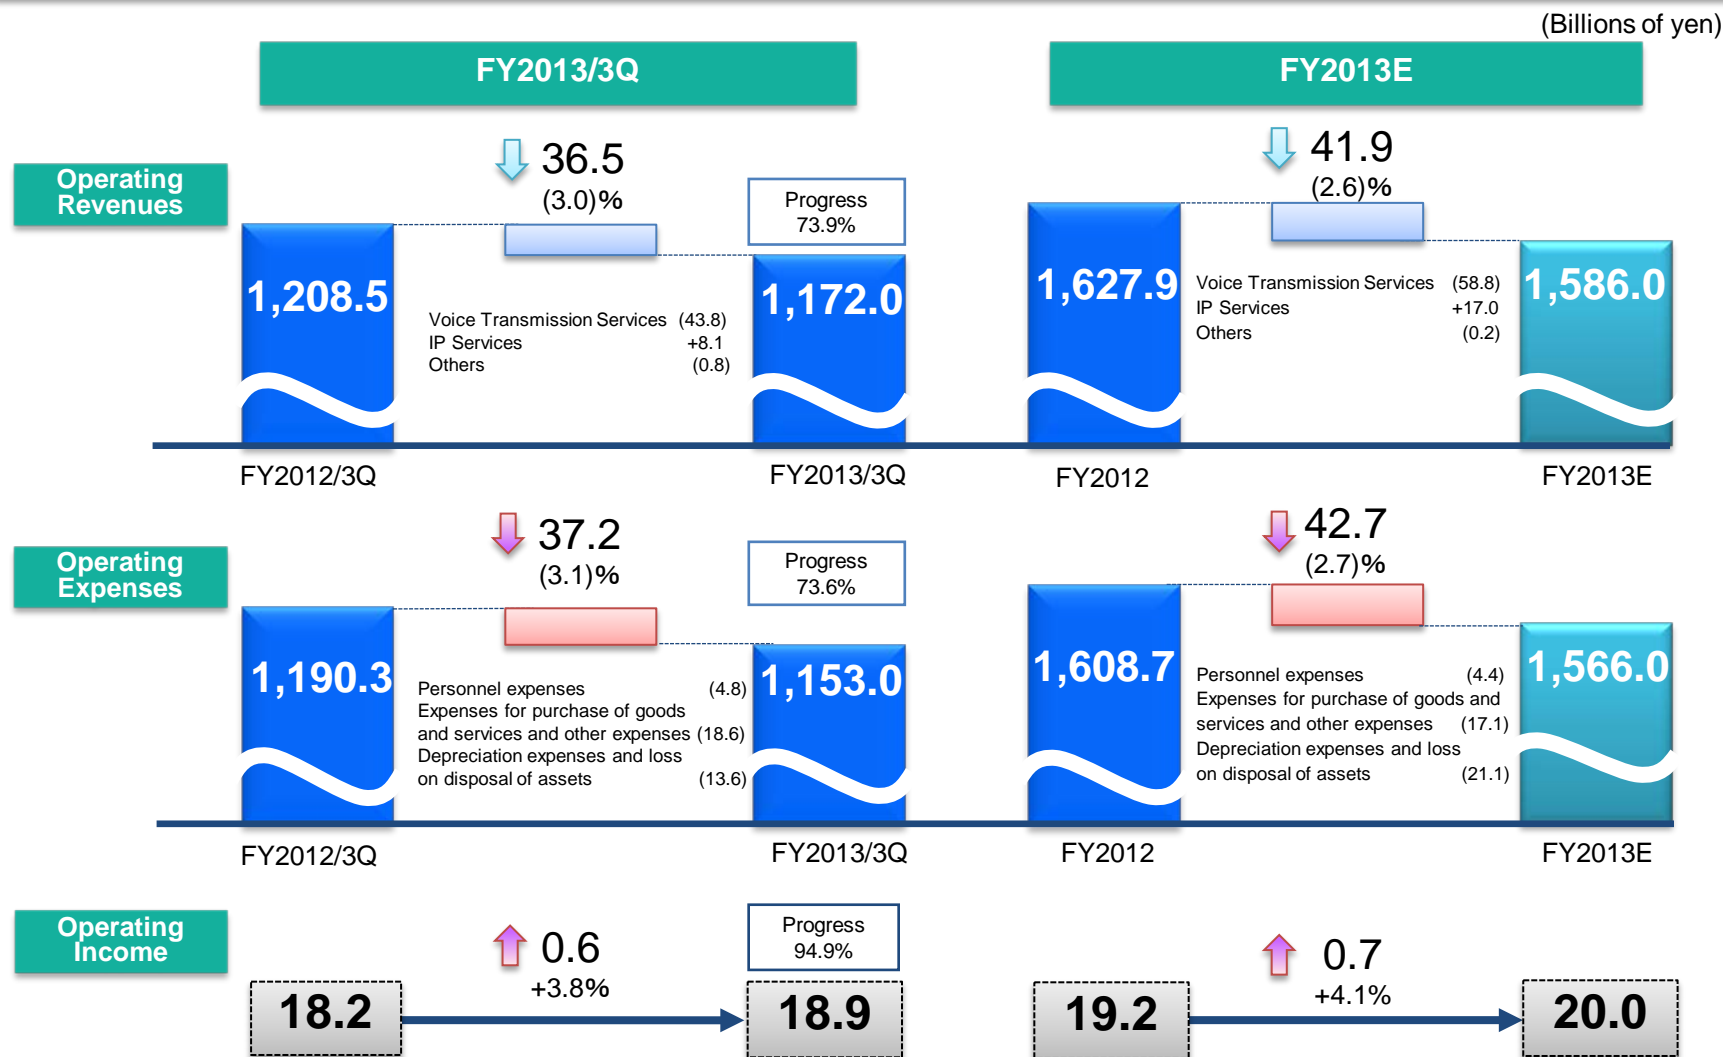 (Billions of yen)
FY2013/3Q
FY2013E
Operating
Revenues
36.5
(3.0)%
Progress
73.9%
41.9
(2.6)%
1,208.5
1,172.0
Voice Transmission Services (43.8)
IP Services +8.1
Others (0.8)
1,627.9
1,586.0
Voice Transmission Services (58.8)
IP Services +17.0
Others (0.2)
FY2012/3Q
FY2013/3Q
FY2012
FY2013E
Operating
Expenses
37.2
(3.1)%
Progress
73.6%
42.7
(2.7)%
1,190.3
1,153.0
Personnel expenses (4.8)
Expenses for purchase of goods
and services and other expenses (18.6)
Depreciation expenses and loss
on disposal of assets (13.6)
1,608.7
1,566.0
Personnel expenses (4.4)
Expenses for purchase of goods and
services and other expenses (17.1)
Depreciation expenses and loss
on disposal of assets (21.1)
FY2012/3Q
FY2013/3Q
FY2012
FY2013E
Operating
Income
0.6
+3.8%
Progress
94.9%
0.7
+4.1%
18.2
18.9
19.2
20.0